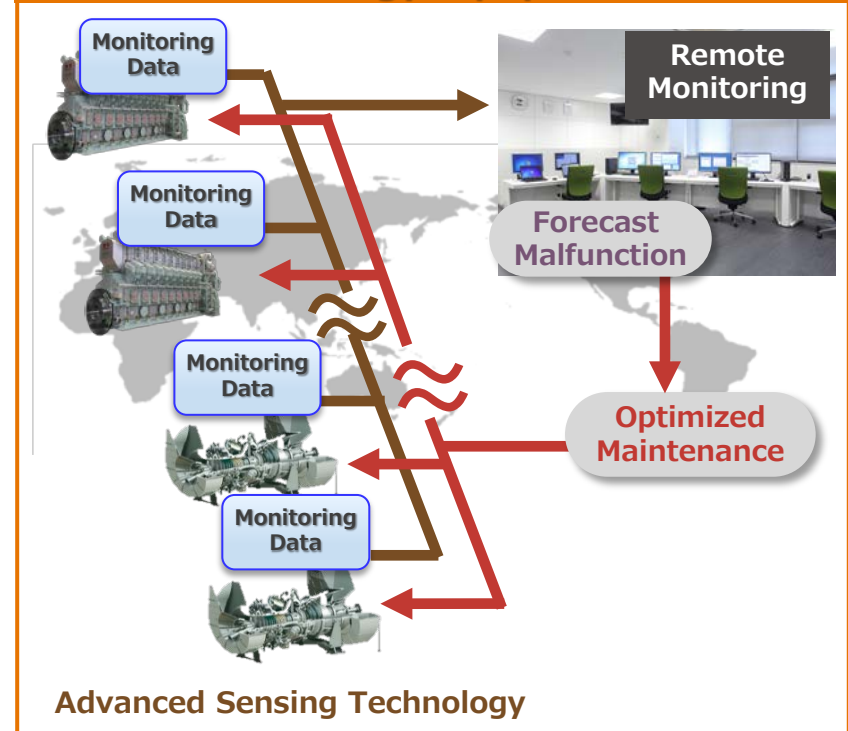 Monitoring
Data
Remote
Monitoring
Monitoring
Data
Forecast
Malfunction
Monitoring
Data
Optimized
Maintenance
Monitoring
Data
Advanced Sensing Technology